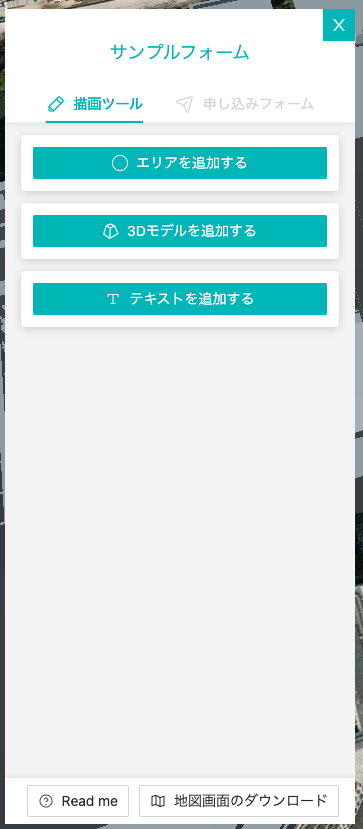 X
サンプルフォーム
描画ツール 申し込みフォーム
エリアを追加する
3Dモデルを追加する
テキストを追加する
Read me 地図画面のダウンロード